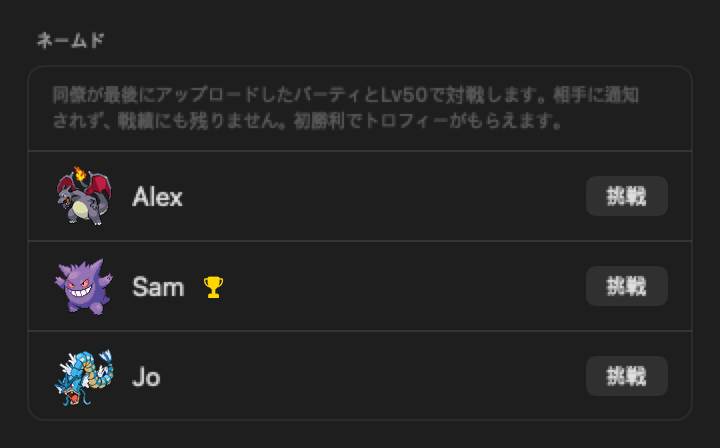 ネームド
同僚が最後にアップロードしたパーティとLv50で対戦します。相手に通知
されず、戦績にも残りません。初勝利でトロフィーがもらえます。
Alex
挑戦
Sam
挑戦
Jo
挑戦